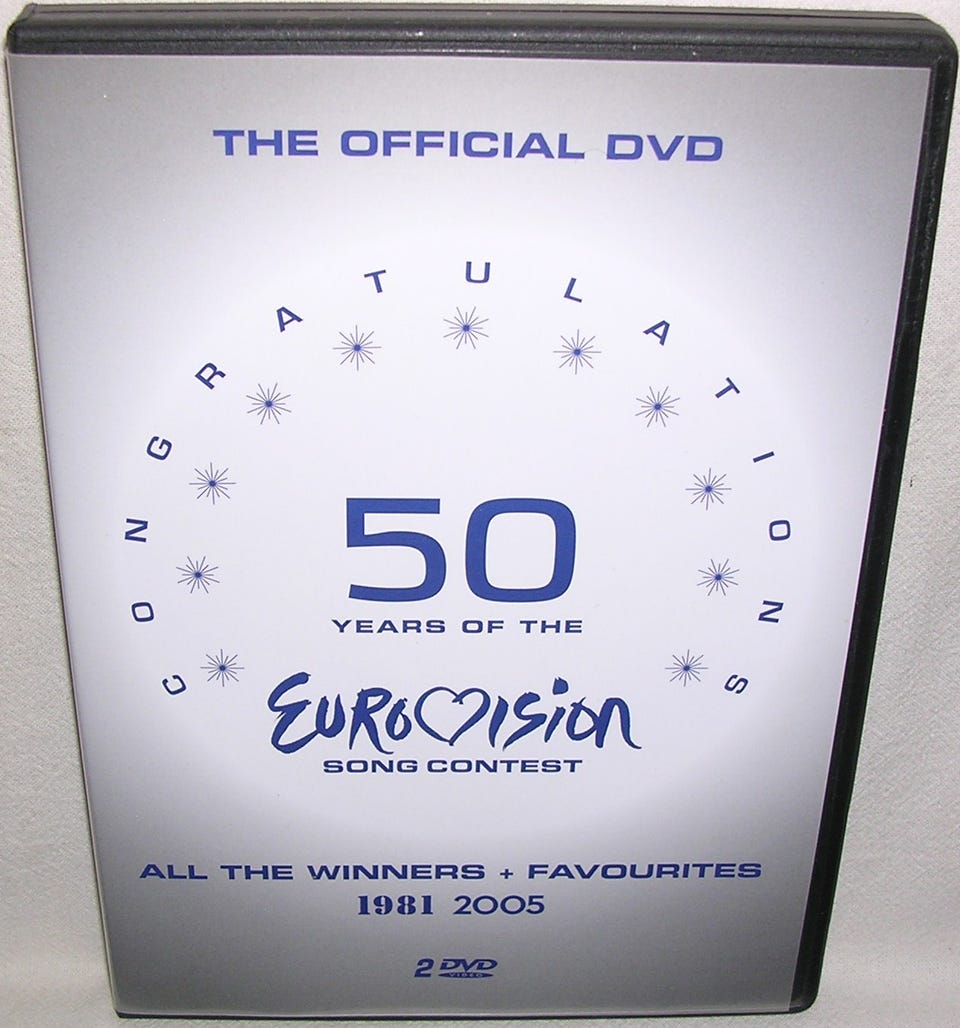 THE OFFICIAL DVD
CONGRATULATIONS
50
YEARS OF THE
EUROVISION
SONG CONTEST
ALL THE WINNERS + FAVOURITES
1981 2005
2 DVD
VIDEO